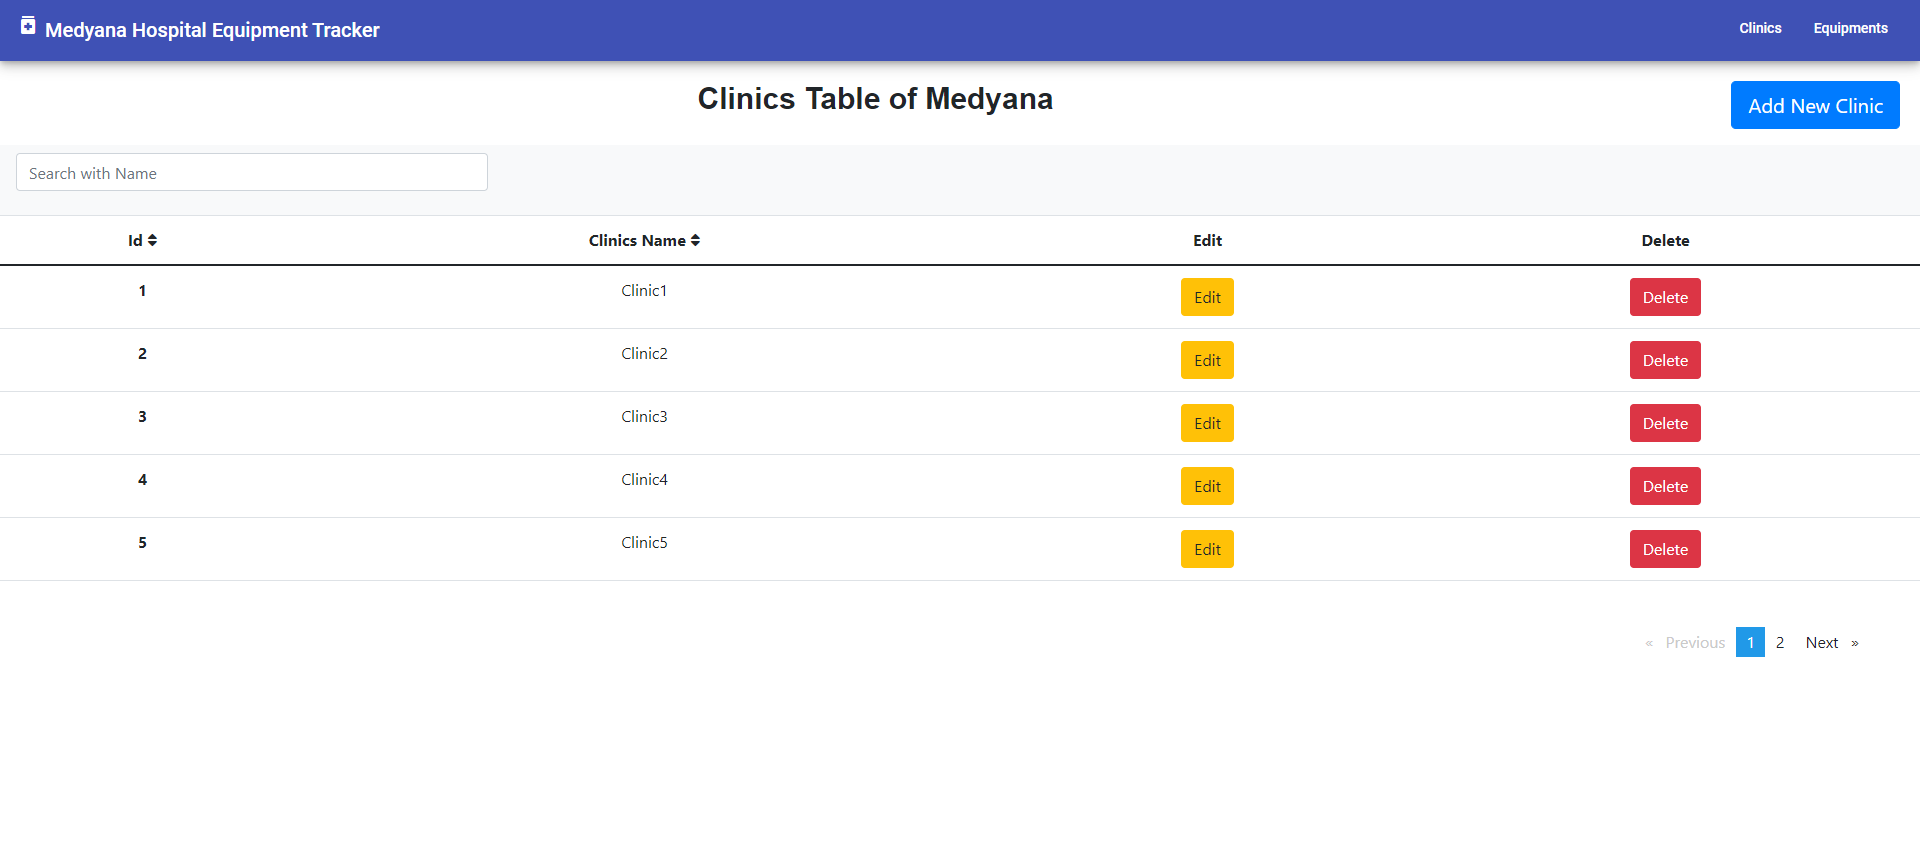 Medyana Hospital Equipment Tracker Clinics Equipments
Clinics Table of Medyana Add New Clinic
Search with Name
Id Clinics Name Edit Delete
1 Clinic1 Edit Delete
2 Clinic2 Edit Delete
3 Clinic3 Edit Delete
4 Clinic4 Edit Delete
5 Clinic5 Edit Delete
« Previous 1 2 Next »